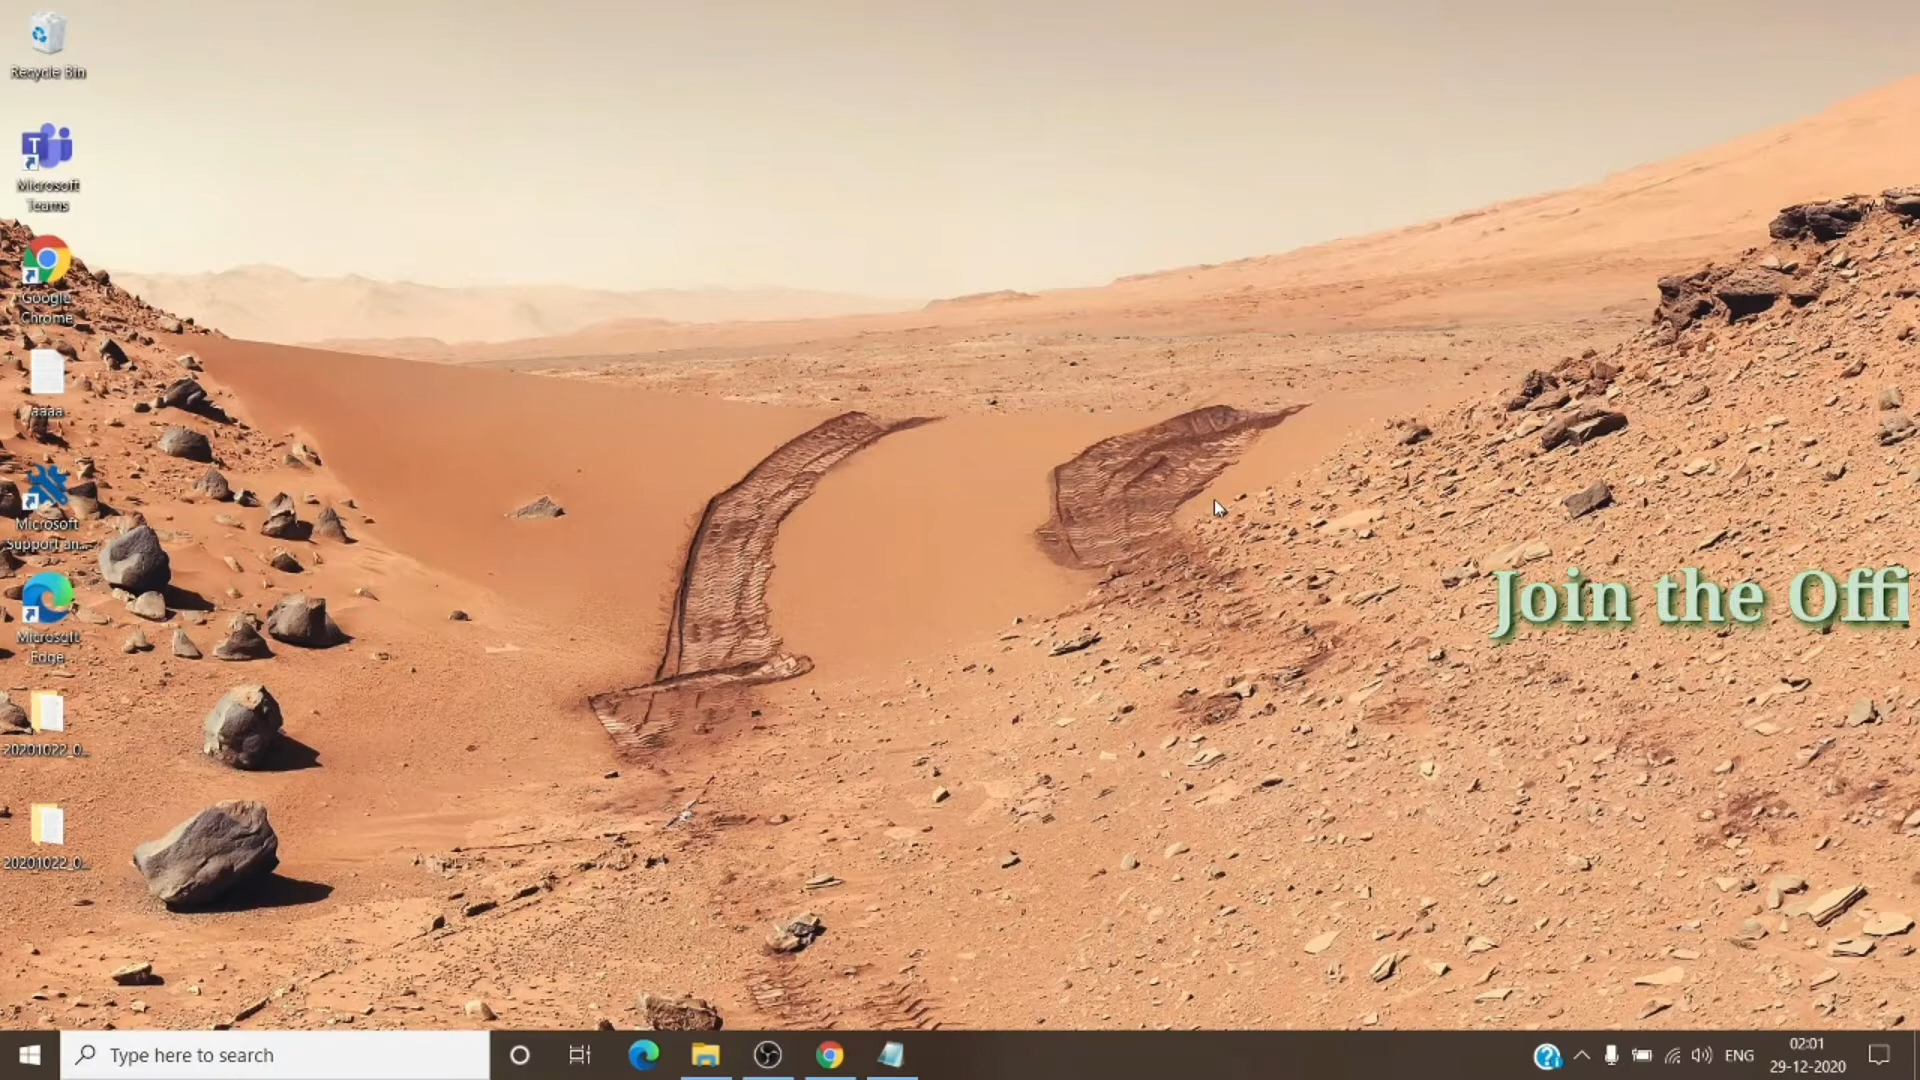 Recycle Bin
Microsoft
Teams
Google
Chrome
aaaa
Microsoft
Support an...
Microsoft
Edge
20201022_0...
20201022_0...
Join the Offi
Type here to search
ENG
02:01
29-12-2020